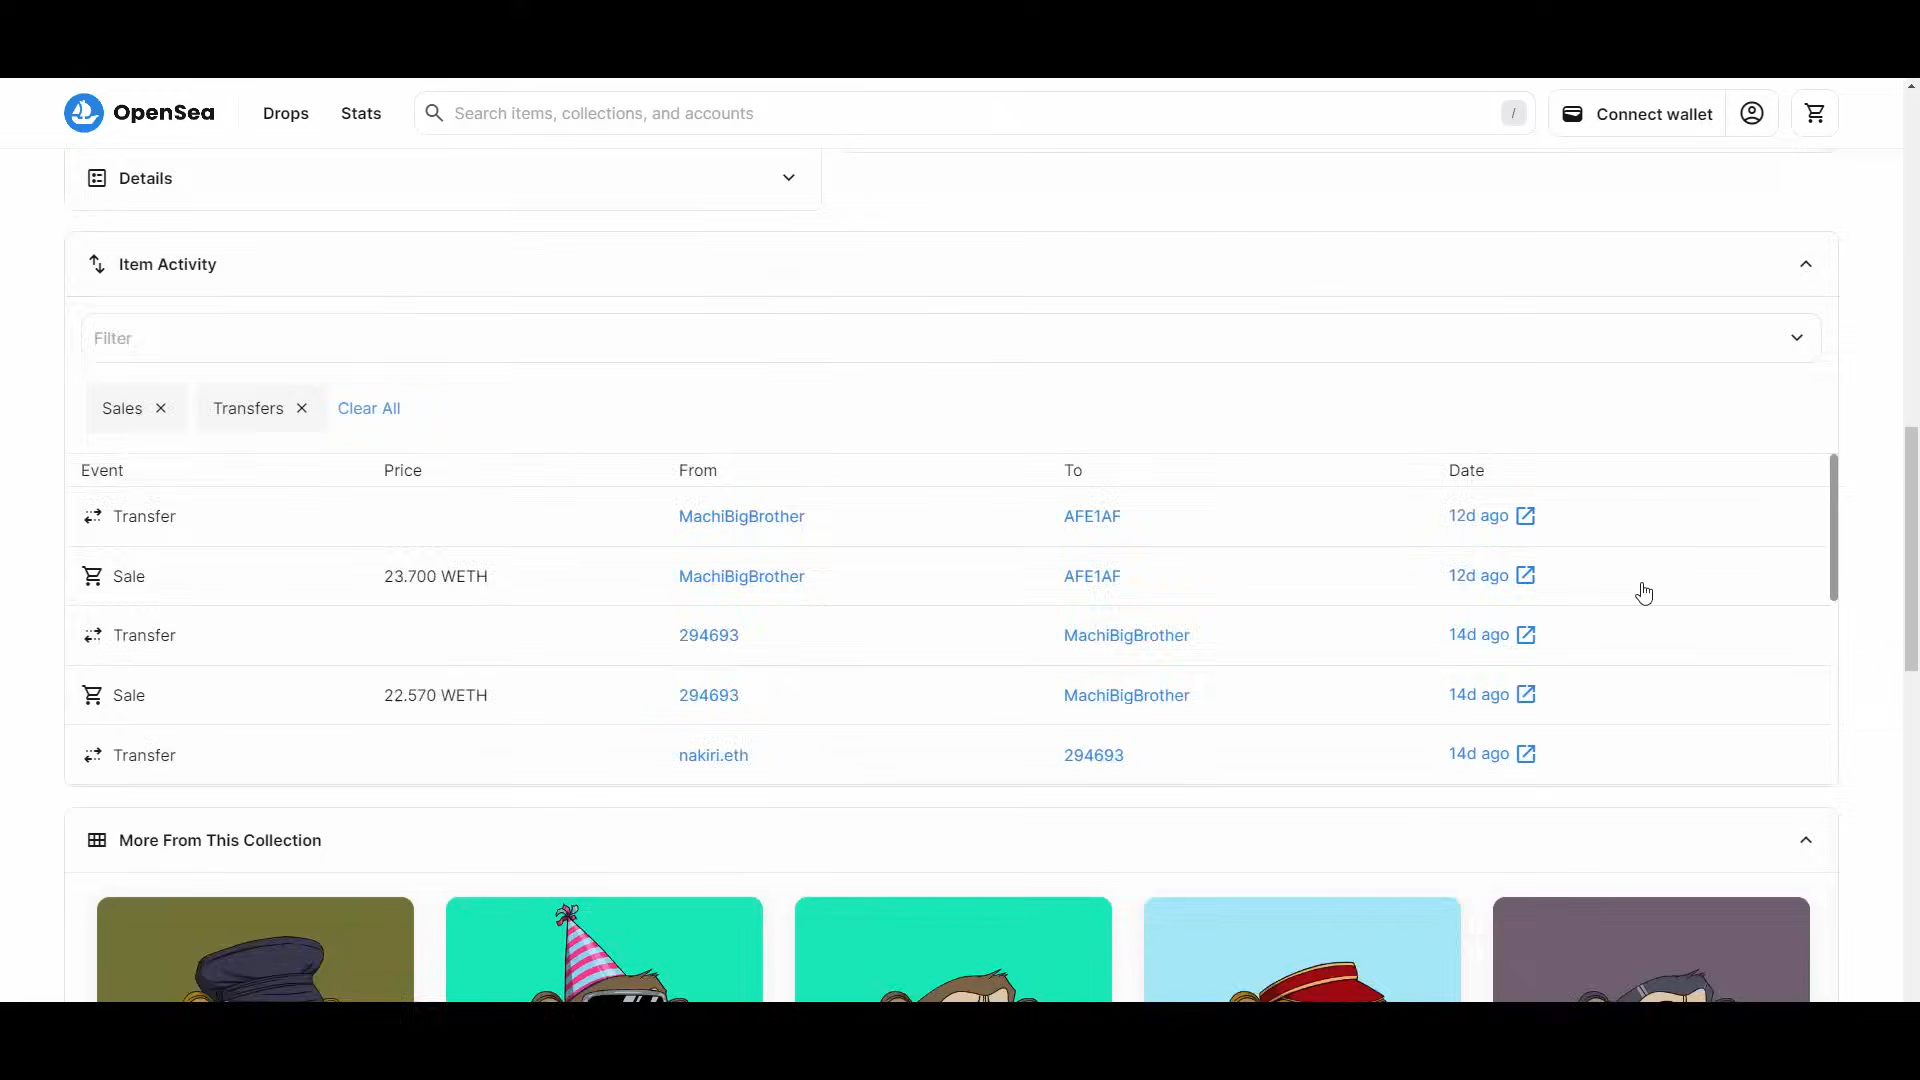 OpenSea Drops Stats Search items, collections, and accounts / Connect wallet
Details
Item Activity
Filter
Sales Transfers Clear All
Event Price From To Date
Transfer MachiBigBrother AFE1AF 12d ago
Sale 23.700 WETH MachiBigBrother AFE1AF 12d ago
Transfer 294693 MachiBigBrother 14d ago
Sale 22.570 WETH 294693 MachiBigBrother 14d ago
Transfer nakiri.eth 294693 14d ago
More From This Collection